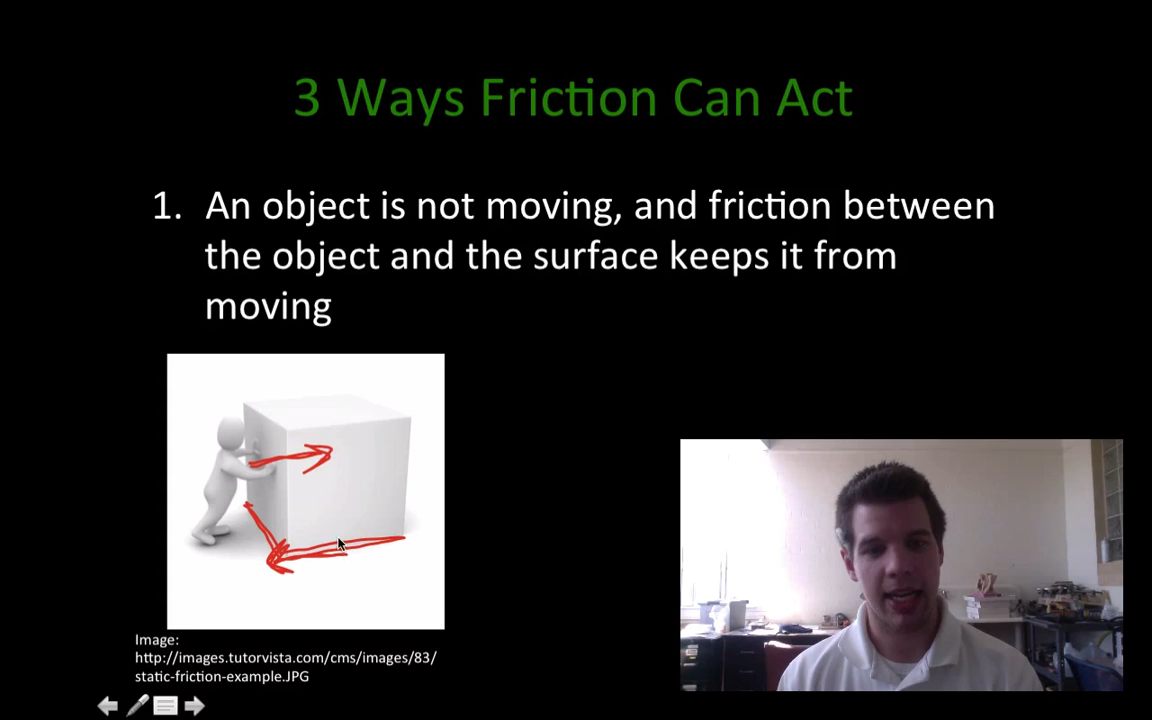 3 Ways Friction Can Act
1. An object is not moving, and friction between
the object and the surface keeps it from
moving
Image:
http://images.tutorvista.com/cms/images/83/
static-friction-example.JPG